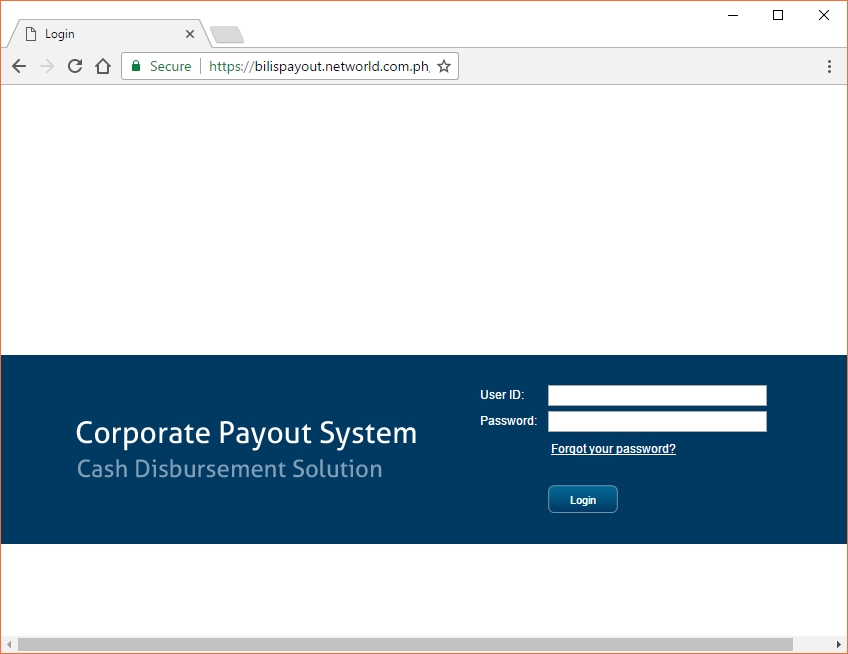 Login
Secure https://bilispayout.networld.com.ph
User ID:
Password:
Corporate Payout System
Forgot your password?
Cash Disbursement Solution
Login